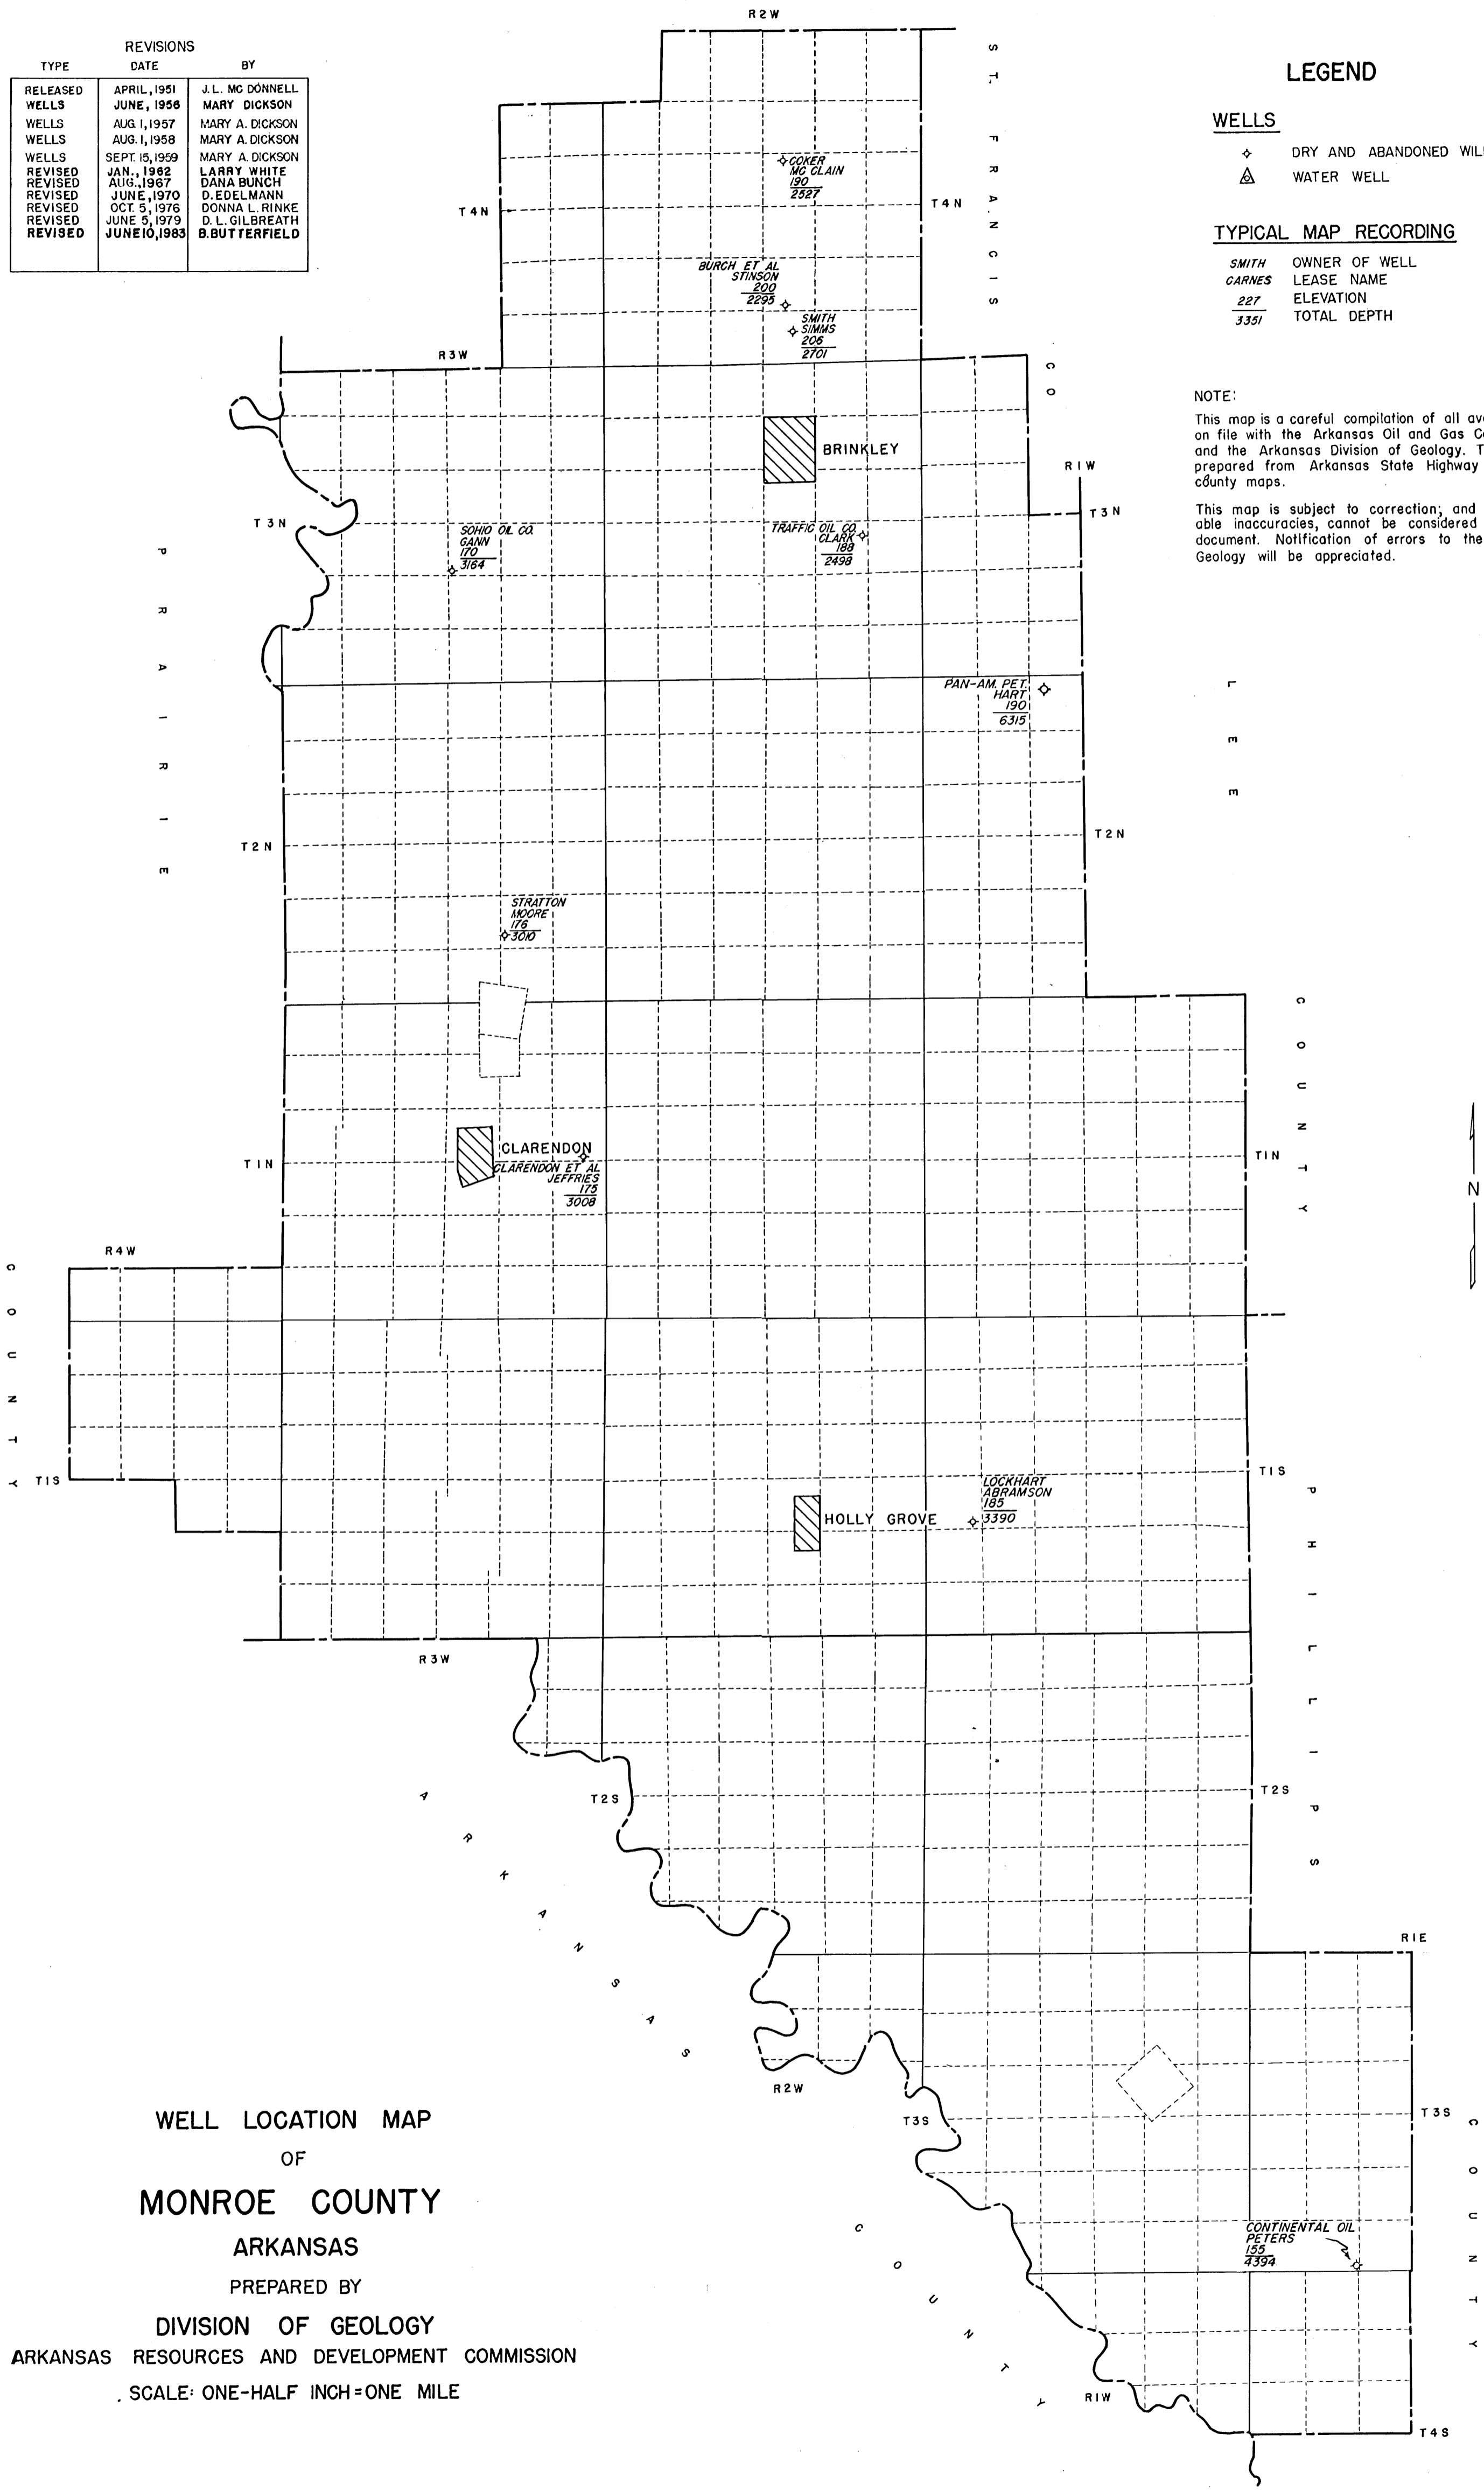 REVISIONS
TYPE DATE BY
RELEASED APRIL, 1951 J. L. MC DONNELL
WELLS JUNE, 1956 MARY DICKSON
WELLS AUG. 1, 1957 MARY A. DICKSON
WELLS AUG. 1, 1958 MARY A. DICKSON
WELLS SEPT. 15, 1959 MARY A. DICKSON
REVISED JAN., 1962 LARRY WHITE
REVISED AUG., 1967 DANA BUNCH
REVISED JUNE, 1970 D. EDELMANN
REVISED OCT. 5, 1976 DONNA L. RINKE
REVISED JUNE 5, 1979 D. L. GILBREATH
REVISED JUNE 10, 1983 B. BUTTERFIELD
LEGEND
WELLS
DRY AND ABANDONED
WATER WELL
TYPICAL MAP RECORDING
SMITH OWNER OF WELL
CARNES LEASE NAME
227 ELEVATION
3351 TOTAL DEPTH
NOTE:
This map is a careful compilation of all
on file with the Arkansas Oil and Gas
and the Arkansas Division of Geology.
prepared from Arkansas State Highway
county maps.
This map is subject to correction; and
able inaccuracies, cannot be considered
document. Notification of errors to the
Geology will be appreciated.
R2W
ST. FRANCIS CO
COKER
MC CLAIN
190
2527
T4N
T4N
BURCH ET AL
STINSON
200
2295
SMITH
SIMMS
206
2701
R3W
BRINKLEY
R1W
T3N
T3N
SOHIO OIL CO.
GANN
170
3164
TRAFFIC OIL CO.
CLARK
188
2498
PRAIRIE
PAN-AM. PET.
HART
190
6315
LEE
T2N
T2N
STRATTON
MOORE
176
3010
COUNTY
CLARENDON
T1N
T1N
CLARENDON ET AL
JEFFRIES
175
3008
N
R4W
COUNTY
T1S
T1S
LOCKHART
ABRAMSON
185
3390
HOLLY GROVE
PHILLIPS
R3W
T2S
T2S
ARKANSAS
R1E
R2W
T3S
T3S
COUNTY
COUNTY
CONTINENTAL OIL
PETERS
155
4394
R1W
T4S
WELL LOCATION MAP
OF
MONROE COUNTY
ARKANSAS
PREPARED BY
DIVISION OF GEOLOGY
ARKANSAS RESOURCES AND DEVELOPMENT COMMISSION
SCALE: ONE-HALF INCH = ONE MILE